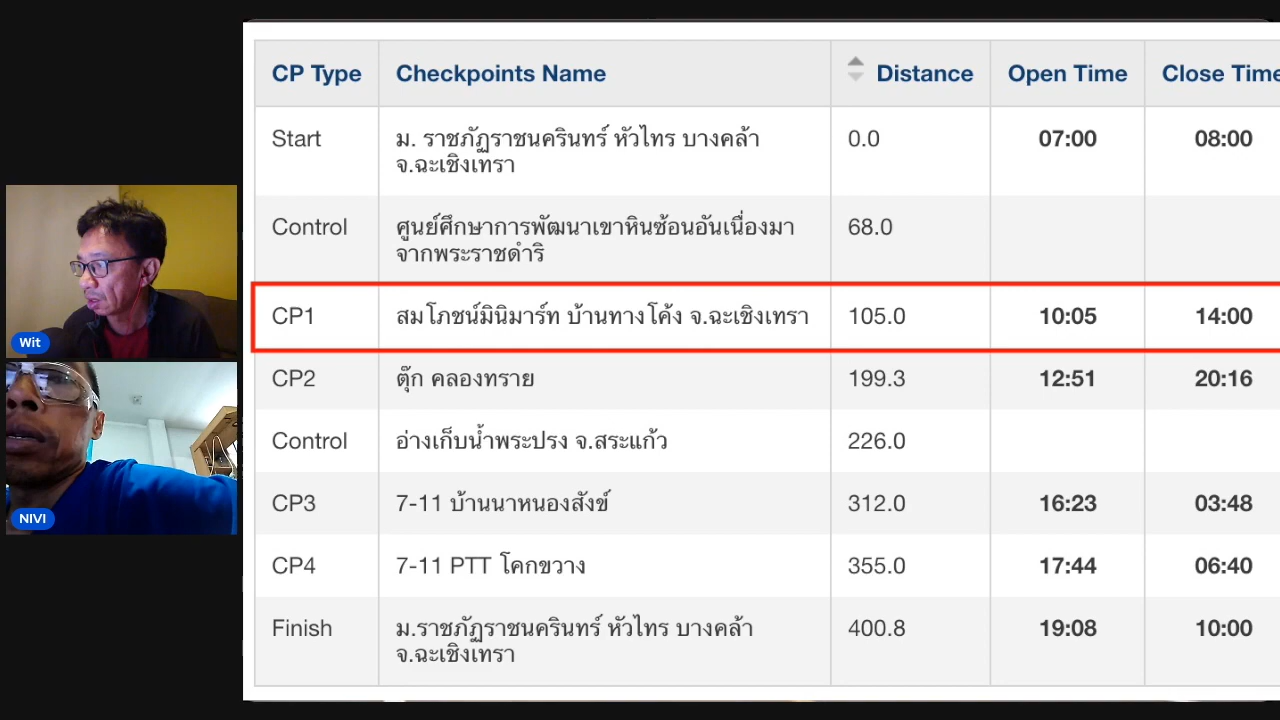 CP Type Checkpoints Name Distance Open Time Close Time
Start ม. ราชภัฏราชนครินทร์ หัวไทร บางคล้า 0.0 07:00 08:00
จ.ฉะเชิงเทรา
Control ศูนย์ศึกษาการพัฒนาเขาหินซ้อนอันเนื่องมา 68.0
จากพระราชดำริ
CP1 สมโภชน์มินิมาร์ท บ้านทางโค้ง จ.ฉะเชิงเทรา 105.0 10:05 14:00
CP2 ตุ๊ก คลองทราย 199.3 12:51 20:16
Control อ่างเก็บน้ำพระปรง จ.สระแก้ว 226.0
CP3 7-11 บ้านนาหนองสังข์ 312.0 16:23 03:48
CP4 7-11 PTT โคกขวาง 355.0 17:44 06:40
Finish ม.ราชภัฏราชนครินทร์ หัวไทร บางคล้า 400.8 19:08 10:00
จ.ฉะเชิงเทรา
Wit
NIVI